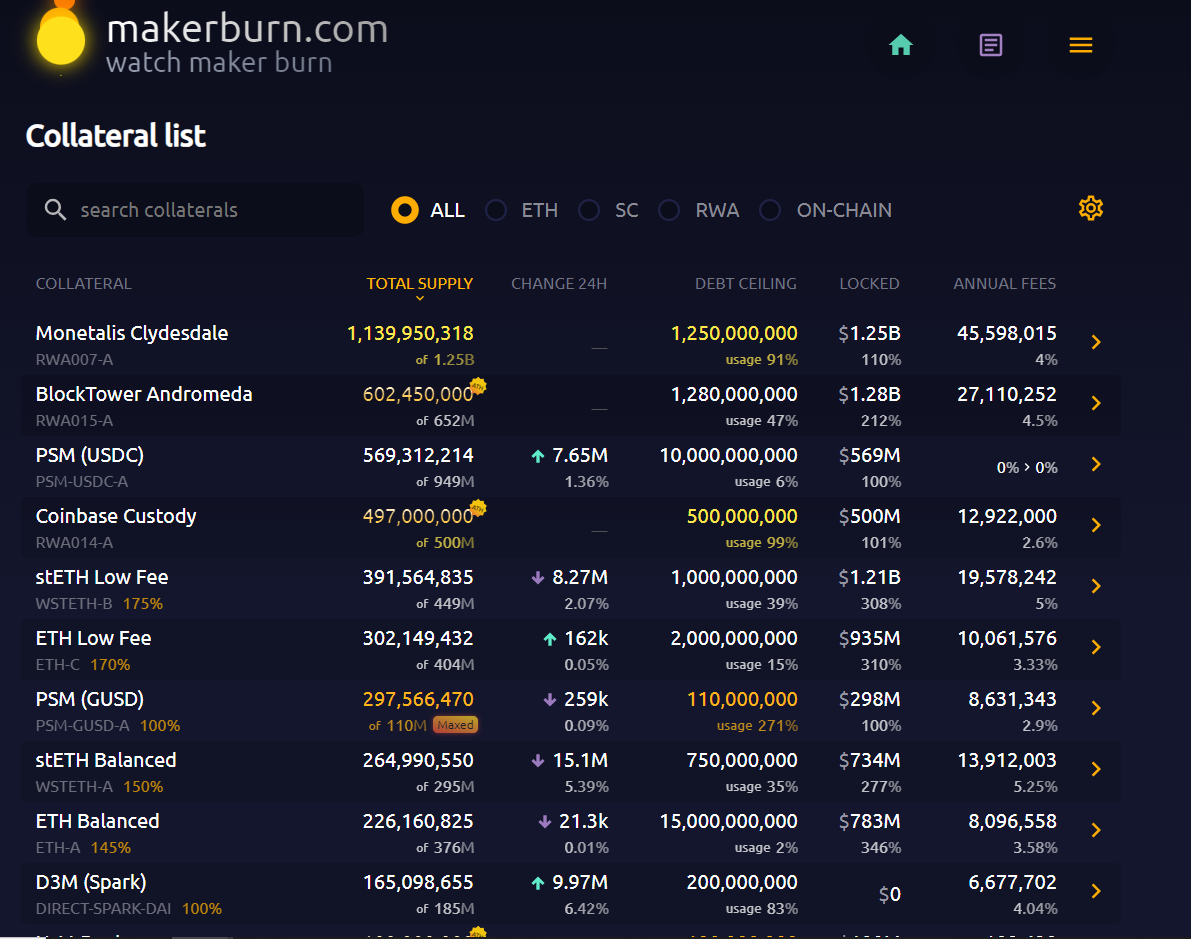 makerburn.com
watch maker burn
Collateral list
search collaterals ALL ETH SC RWA ON-CHAIN
COLLATERAL TOTAL SUPPLY CHANGE 24H DEBT CEILING LOCKED ANNUAL FEES
Monetalis Clydesdale 1,139,950,318 — 1,250,000,000 $1.25B 45,598,015
RWA007-A of 1.25B usage 91% 110% 4%
BlockTower Andromeda 602,450,000 ATH — 1,280,000,000 $1.28B 27,110,252
RWA015-A of 652M usage 47% 212% 4.5%
PSM (USDC) 569,312,214 7.65M 10,000,000,000 $569M 0% > 0%
PSM-USDC-A of 949M 1.36% usage 6% 100%
Coinbase Custody 497,000,000 ATH — 500,000,000 $500M 12,922,000
RWA014-A of 500M usage 99% 101% 2.6%
stETH Low Fee 391,564,835 8.27M 1,000,000,000 $1.21B 19,578,242
WSTETH-B 175% of 449M 2.07% usage 39% 308% 5%
ETH Low Fee 302,149,432 162k 2,000,000,000 $935M 10,061,576
ETH-C 170% of 404M 0.05% usage 15% 310% 3.33%
PSM (GUSD) 297,566,470 259k 110,000,000 $298M 8,631,343
PSM-GUSD-A 100% of 110M Maxed 0.09% usage 271% 100% 2.9%
stETH Balanced 264,990,550 15.1M 750,000,000 $734M 13,912,003
WSTETH-A 150% of 295M 5.39% usage 35% 277% 5.25%
ETH Balanced 226,160,825 21.3k 15,000,000,000 $783M 8,096,558
ETH-A 145% of 376M 0.01% usage 2% 346% 3.58%
D3M (Spark) 165,098,655 9.97M 200,000,000 $0 6,677,702
DIRECT-SPARK-DAI 100% of 185M 6.42% usage 83% 4.04%